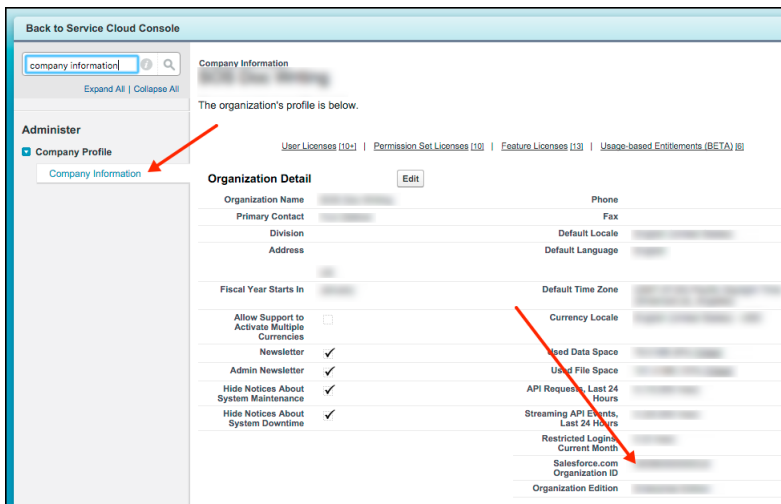 Back to Service Cloud Console
company information
Expand All | Collapse All
Administer
Company Profile
Company Information
Company Information
The organization's profile is below.
User Licenses [10+] | Permission Set Licenses [10] | Feature Licenses [13] | Usage-based Entitlements (BETA) [6]
Organization Detail Edit
Organization Name Phone
Primary Contact Fax
Division Default Locale
Address Default Language
Fiscal Year Starts In Default Time Zone
Allow Support to
Activate Multiple
Currencies
Currency Locale
Newsletter Used Data Space
Admin Newsletter Used File Space
Hide Notices About
System Maintenance
API Requests, Last 24
Hours
Hide Notices About
System Downtime
Streaming API Events,
Last 24 Hours
Restricted Logins,
Current Month
Salesforce.com
Organization ID
Organization Edition